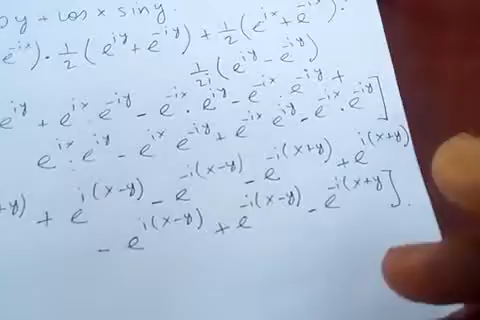 oy + cos x sin y.
e^{-ix}) · 1/2 (e^{iy} + e^{-iy}) + 1/2 (e^{ix} + e^{-ix}) ·
1/2i (e^{iy} - e^{-iy})
e^{iy} + e^{ix} e^{-iy} - e^{-ix} · e^{iy} - e^{-ix} · e^{-iy} +
e^{ix} · e^{iy} - e^{ix} e^{-iy} + e^{-ix} e^{iy} - e^{-ix} · e^{-iy} ]
+y) + e^{i(x-y)} - e^{-i(x-y)} - e^{-i(x+y)} + e^{i(x+y)}
- e^{i(x-y)} + e^{-i(x-y)} - e^{-i(x+y)} ].